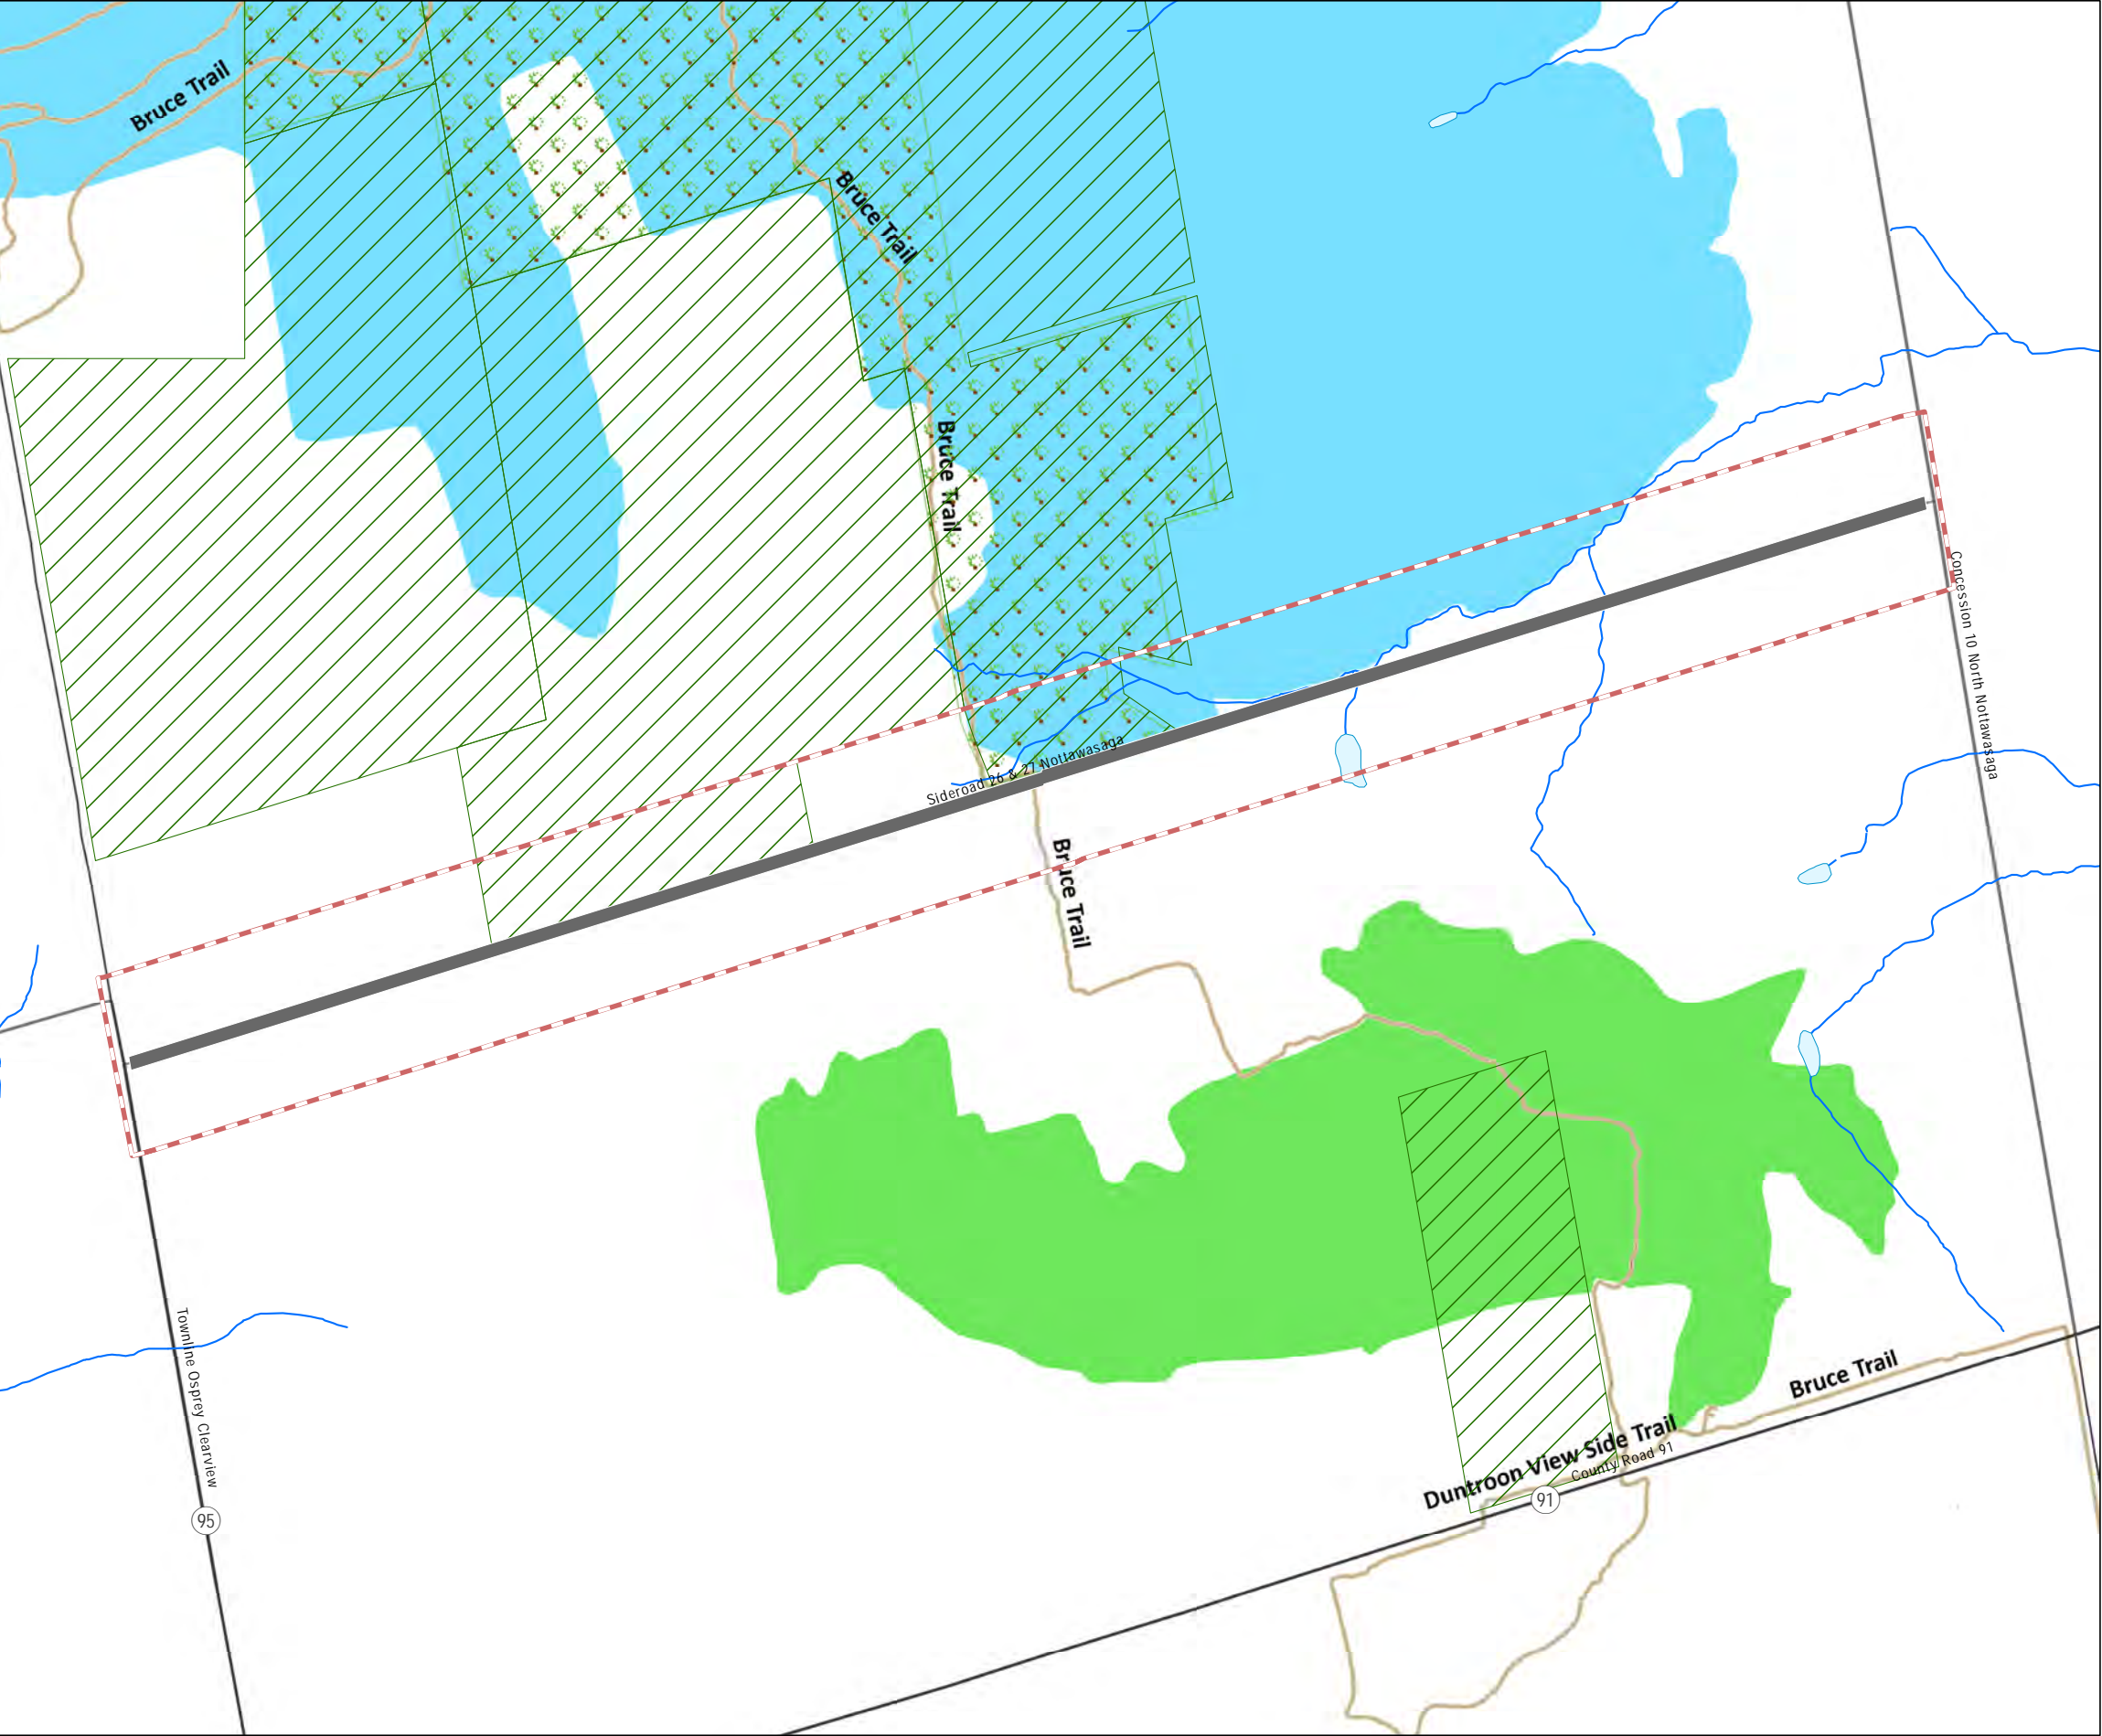 Bruce Trail
Bruce Trail
Bruce Trail
Concession 10 North Nottawasaga
Sideroad 26 & 27 Nottawasaga
Bruce Trail
Townline Osprey Clearview
Bruce Trail
Duntroon View Side Trail
County Road 91
91
95